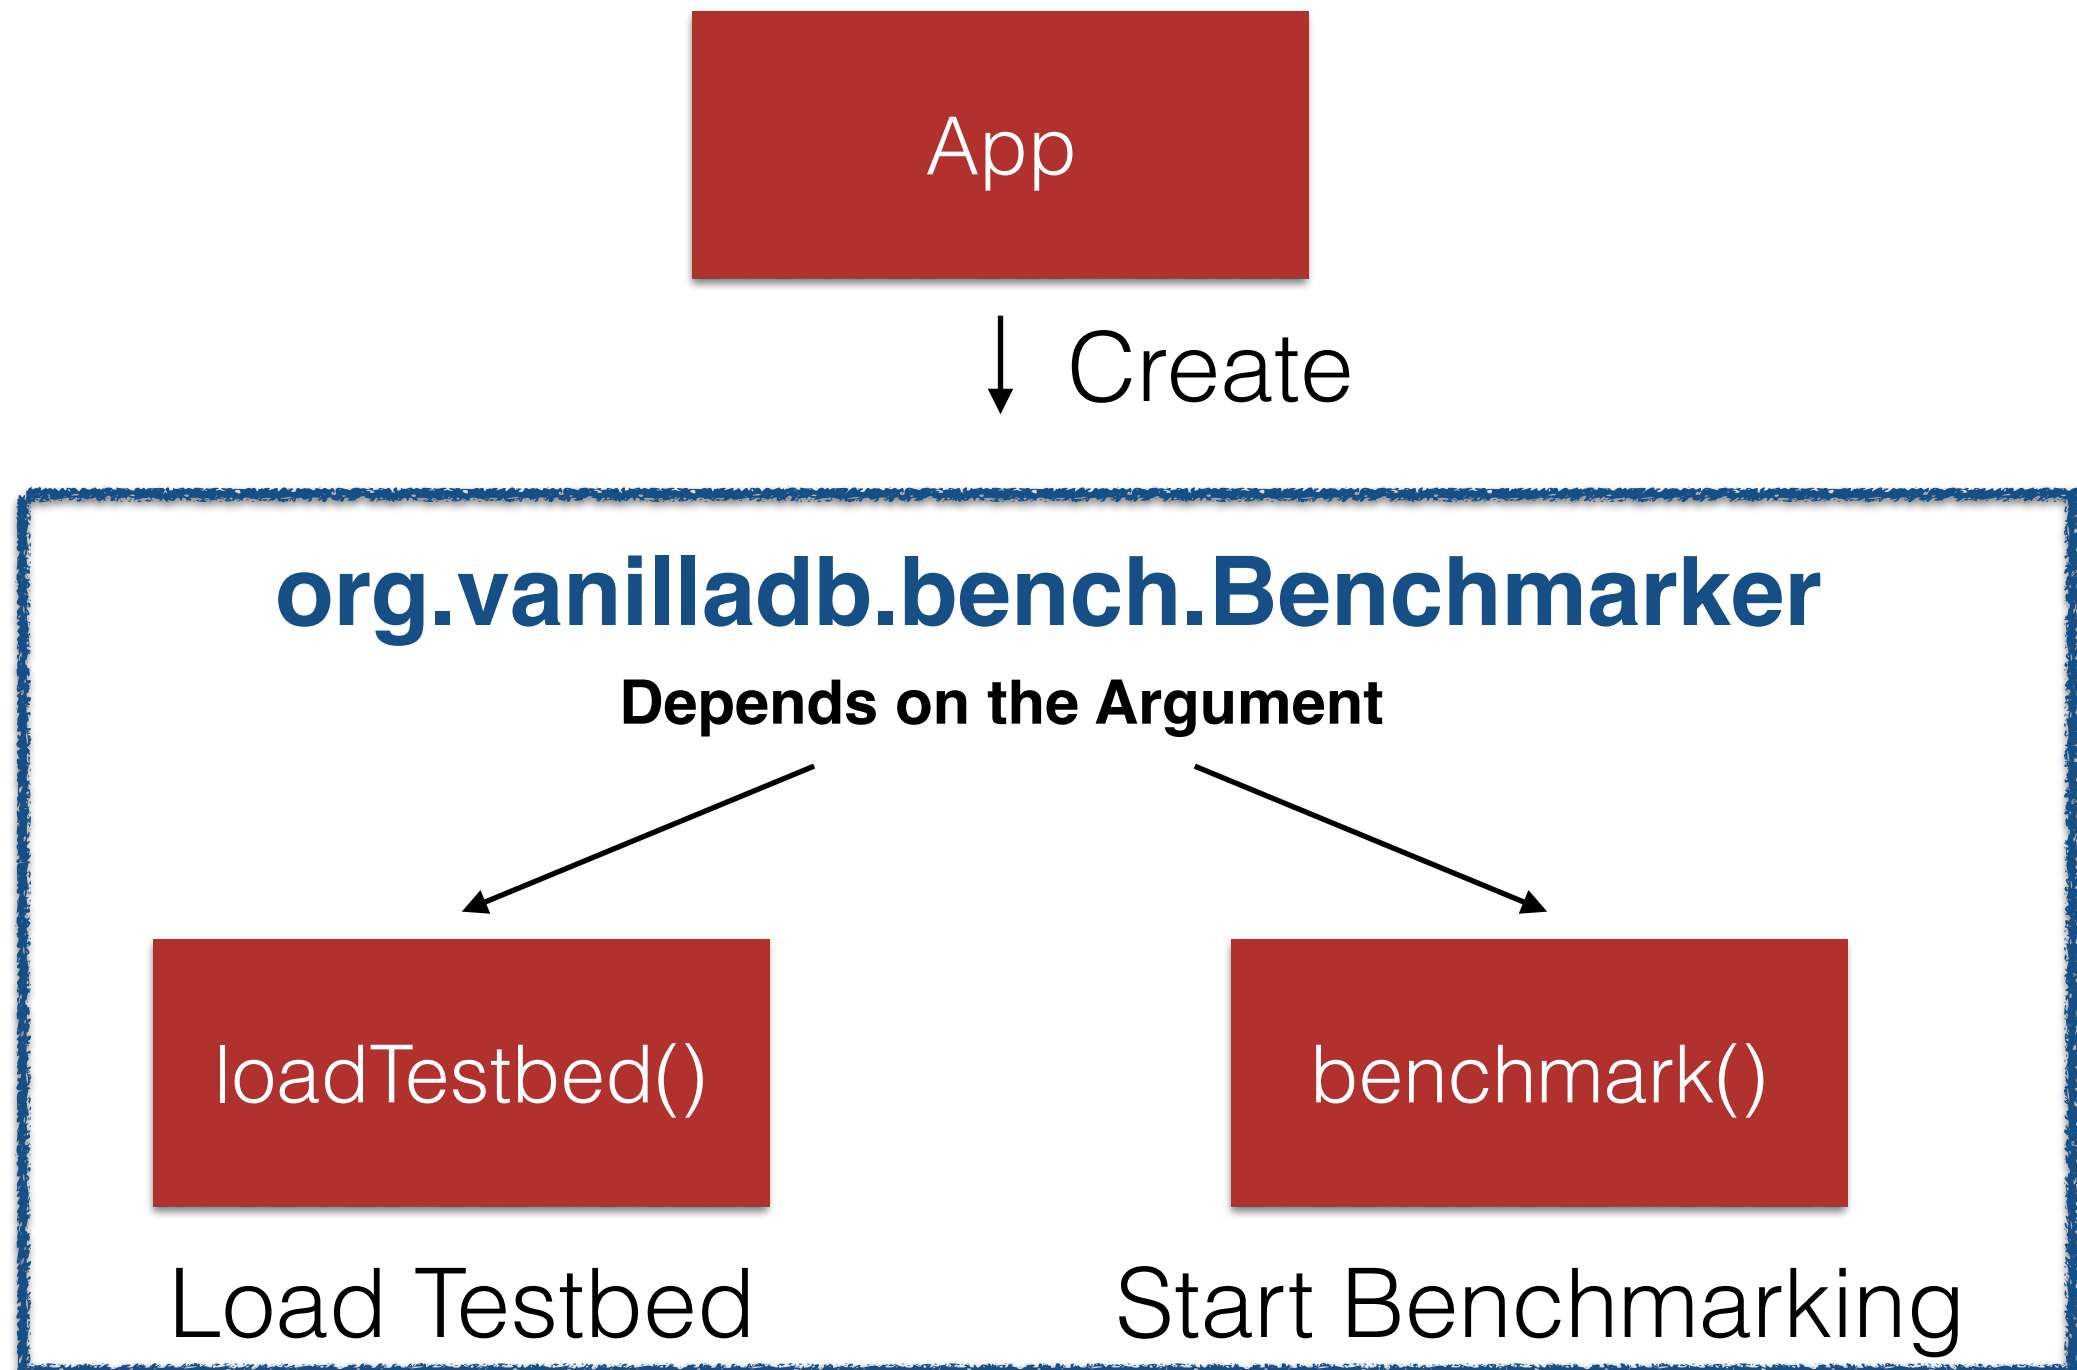 App
Create
org.vanilladb.bench.Benchmarker
Depends on the Argument
loadTestbed()
benchmark()
Load Testbed
Start Benchmarking